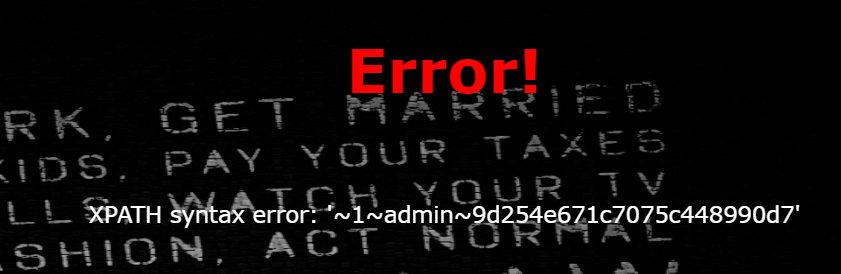 Error!
RK, GET MARRIED
KIDS, PAY YOUR TAXES
LLS WATCH YOUR TV
XPATH syntax error: '~1~admin~9d254e671c7075c448990d7'
SHION, ACT NORMAL